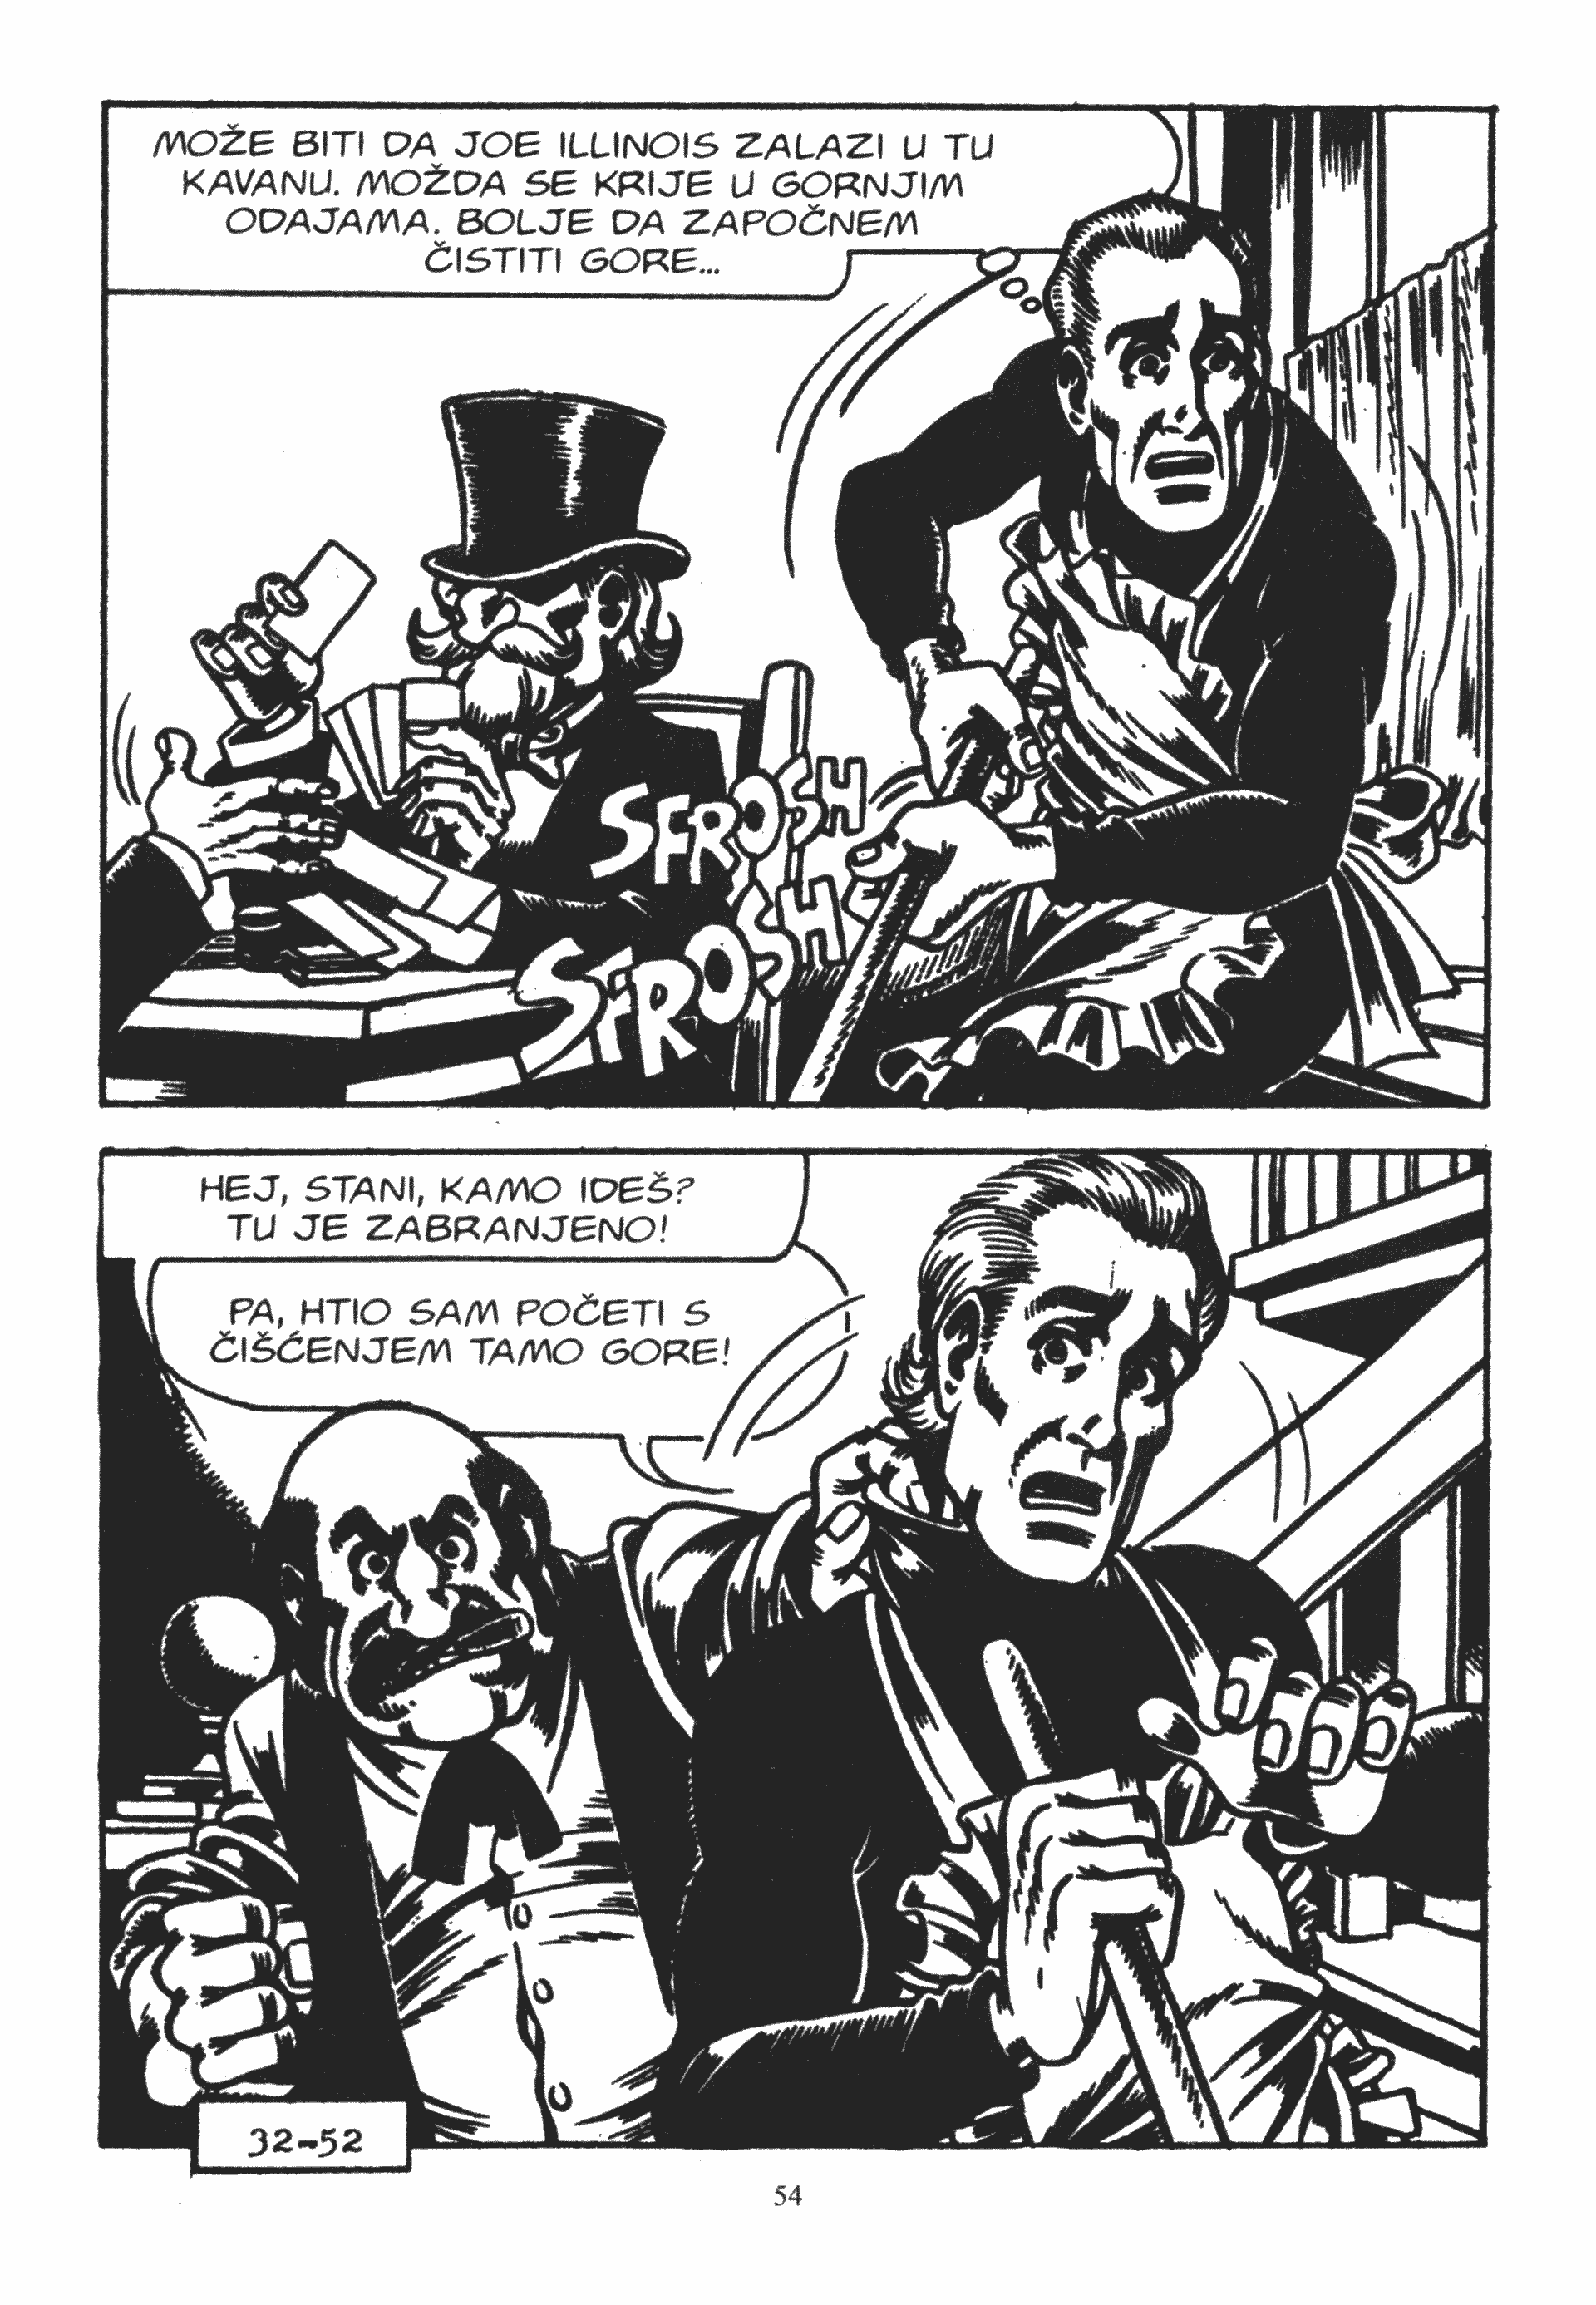 MOŽE BITI DA JOE ILLINOIS ZALAZI U TU
KAVANU. MOŽDA SE KRIJE U GORNJIM
ODAJAMA. BOLJE DA ZAPOČNEM
ČISTITI GORE...
SFROSH
SFROSH
HEJ, STANI, KAMO IDEŠ?
TU JE ZABRANJENO!
PA, HTIO SAM POČETI S
ČIŠĆENJEM TAMO GORE!
32-52
54